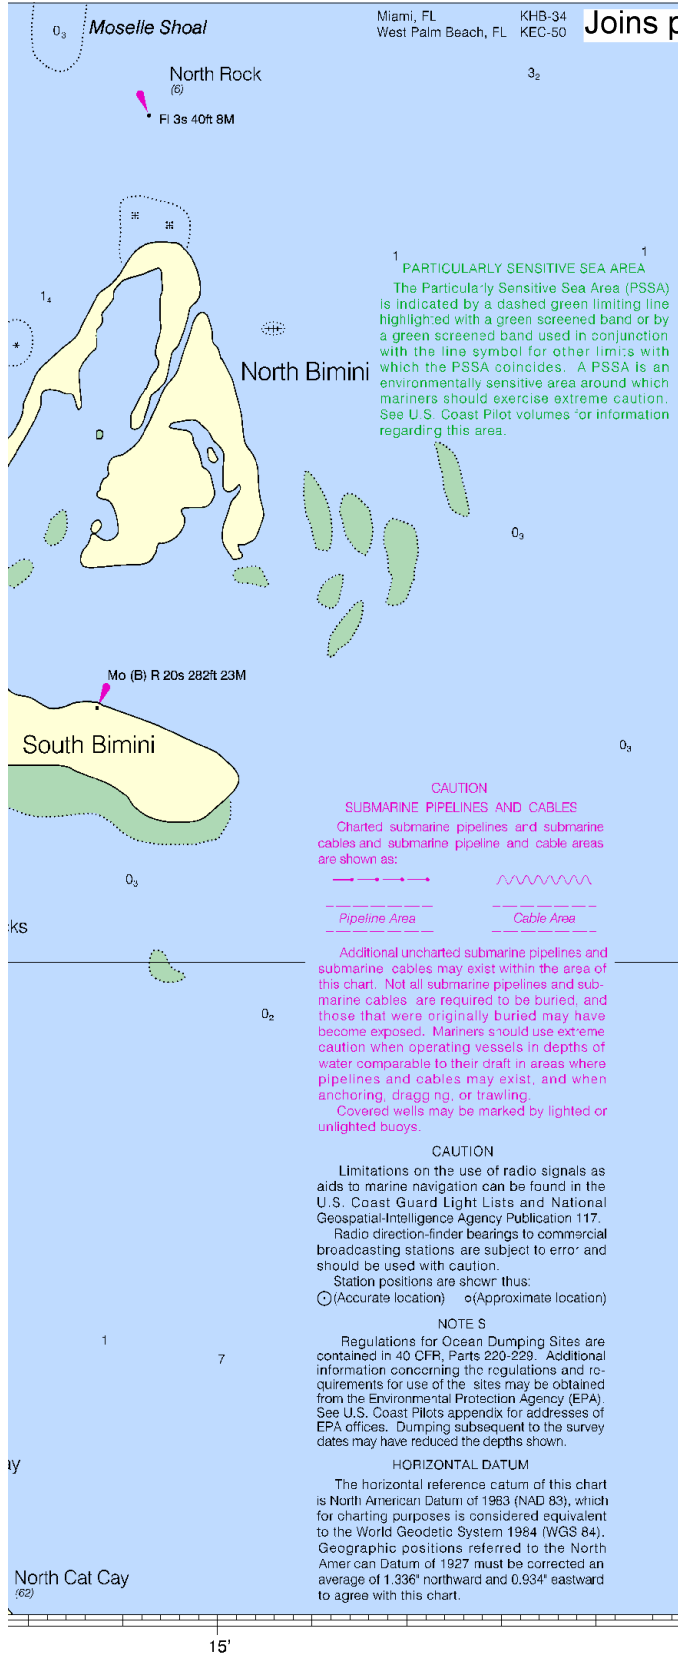 Miami, FL KHB-34
West Palm Beach, FL KEC-50
Joins p
0₃ Moselle Shoal
North Rock
(6)
3₂
Fl 3s 40ft 8M
1 1
1₄
PARTICULARLY SENSITIVE SEA AREA
The Particularly Sensitive Sea Area (PSSA)
is indicated by a dashed green limiting line
highlighted with a green screened band or by
a green screened band used in conjunction
with the line symbol for other limits with
which the PSSA coincides. A PSSA is an
environmentally sensitive area around which
mariners should exercise extreme caution.
See U.S. Coast Pilot volumes for information
regarding this area.
North Bimini
0₃
Mo (B) R 20s 282ft 23M
South Bimini
0₃
CAUTION
SUBMARINE PIPELINES AND CABLES
Charted submarine pipelines and submarine
cables and submarine pipeline and cable areas
are shown as:
Pipeline Area Cable Area
0₃
ks
Additional uncharted submarine pipelines and
submarine cables may exist within the area of
this chart. Not all submarine pipelines and sub-
marine cables are required to be buried, and
those that were originally buried may have
become exposed. Mariners should use extreme
caution when operating vessels in depths of
water comparable to their draft in areas where
pipelines and cables may exist, and when
anchoring, dragging, or trawling.
Covered wells may be marked by lighted or
unlighted buoys.
0₂
CAUTION
Limitations on the use of radio signals as
aids to marine navigation can be found in the
U.S. Coast Guard Light Lists and National
Geospatial-Intelligence Agency Publication 117.
Radio direction-finder bearings to commercial
broadcasting stations are subject to error and
should be used with caution.
Station positions are shown thus:
(Accurate location) (Approximate location)
NOTE S
Regulations for Ocean Dumping Sites are
contained in 40 CFR, Parts 220-229. Additional
information concerning the regulations and re-
quirements for use of the sites may be obtained
from the Environmental Protection Agency (EPA).
See U.S. Coast Pilots appendix for addresses of
EPA offices. Dumping subsequent to the survey
dates may have reduced the depths shown.
1
7
HORIZONTAL DATUM
The horizontal reference datum of this chart
is North American Datum of 1983 (NAD 83), which
for charting purposes is considered equivalent
to the World Geodetic System 1984 (WGS 84).
Geographic positions referred to the North
American Datum of 1927 must be corrected an
average of 1.336" northward and 0.934" eastward
to agree with this chart.
ay
North Cat Cay
(62)
15'